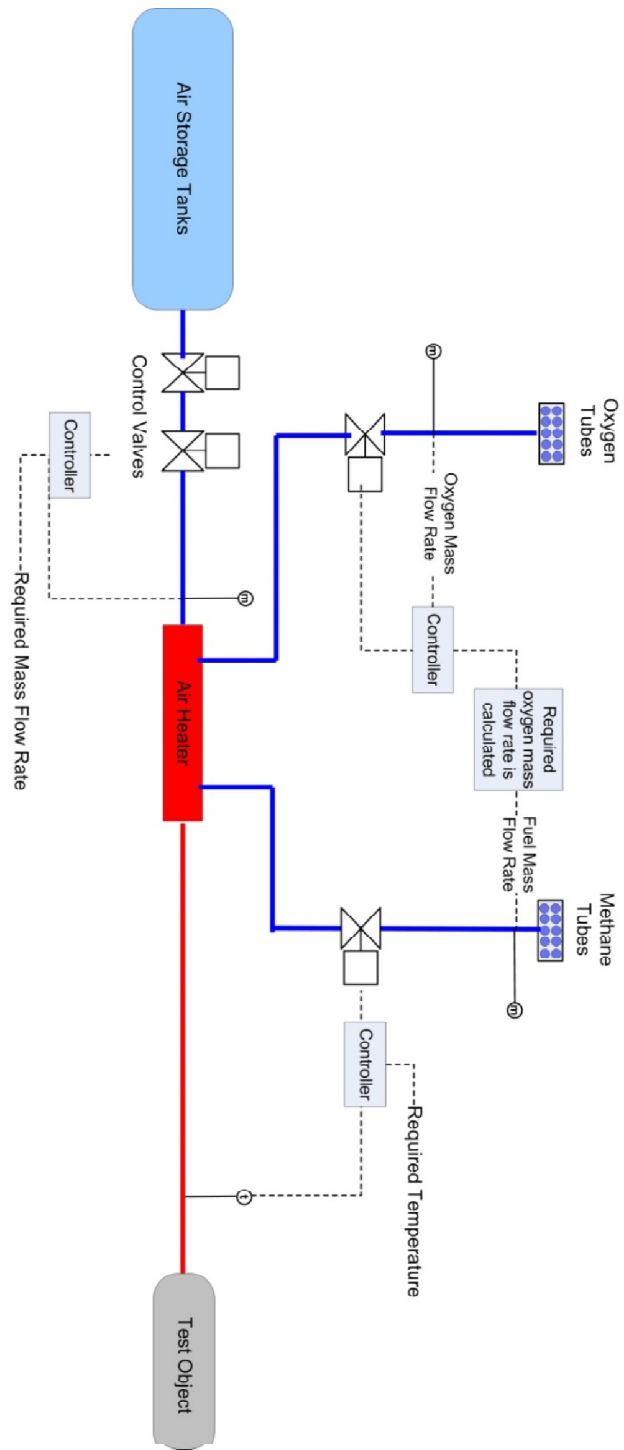 Oxygen
Tubes
Methane
Tubes
m
Oxygen Mass
Flow Rate
Controller
Required
oxygen mass
flow rate is
calculated
Fuel Mass
Flow Rate
m
Controller
Required Temperature
t
Air Storage Tanks
Control Valves
m
Air Heater
Test Object
Controller
Required Mass Flow Rate